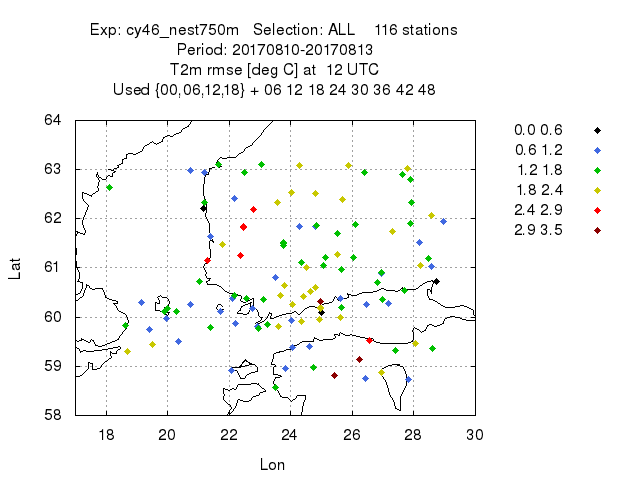 Exp: cy46_nest750m Selection: ALL 116 stations
Period: 20170810-20170813
T2m rmse [deg C] at 12 UTC
Used {00,06,12,18} + 06 12 18 24 30 36 42 48
64
63
62
61
60
59
58
Lat
18 20 22 24 26 28 30
Lon
0.0 0.6
0.6 1.2
1.2 1.8
1.8 2.4
2.4 2.9
2.9 3.5